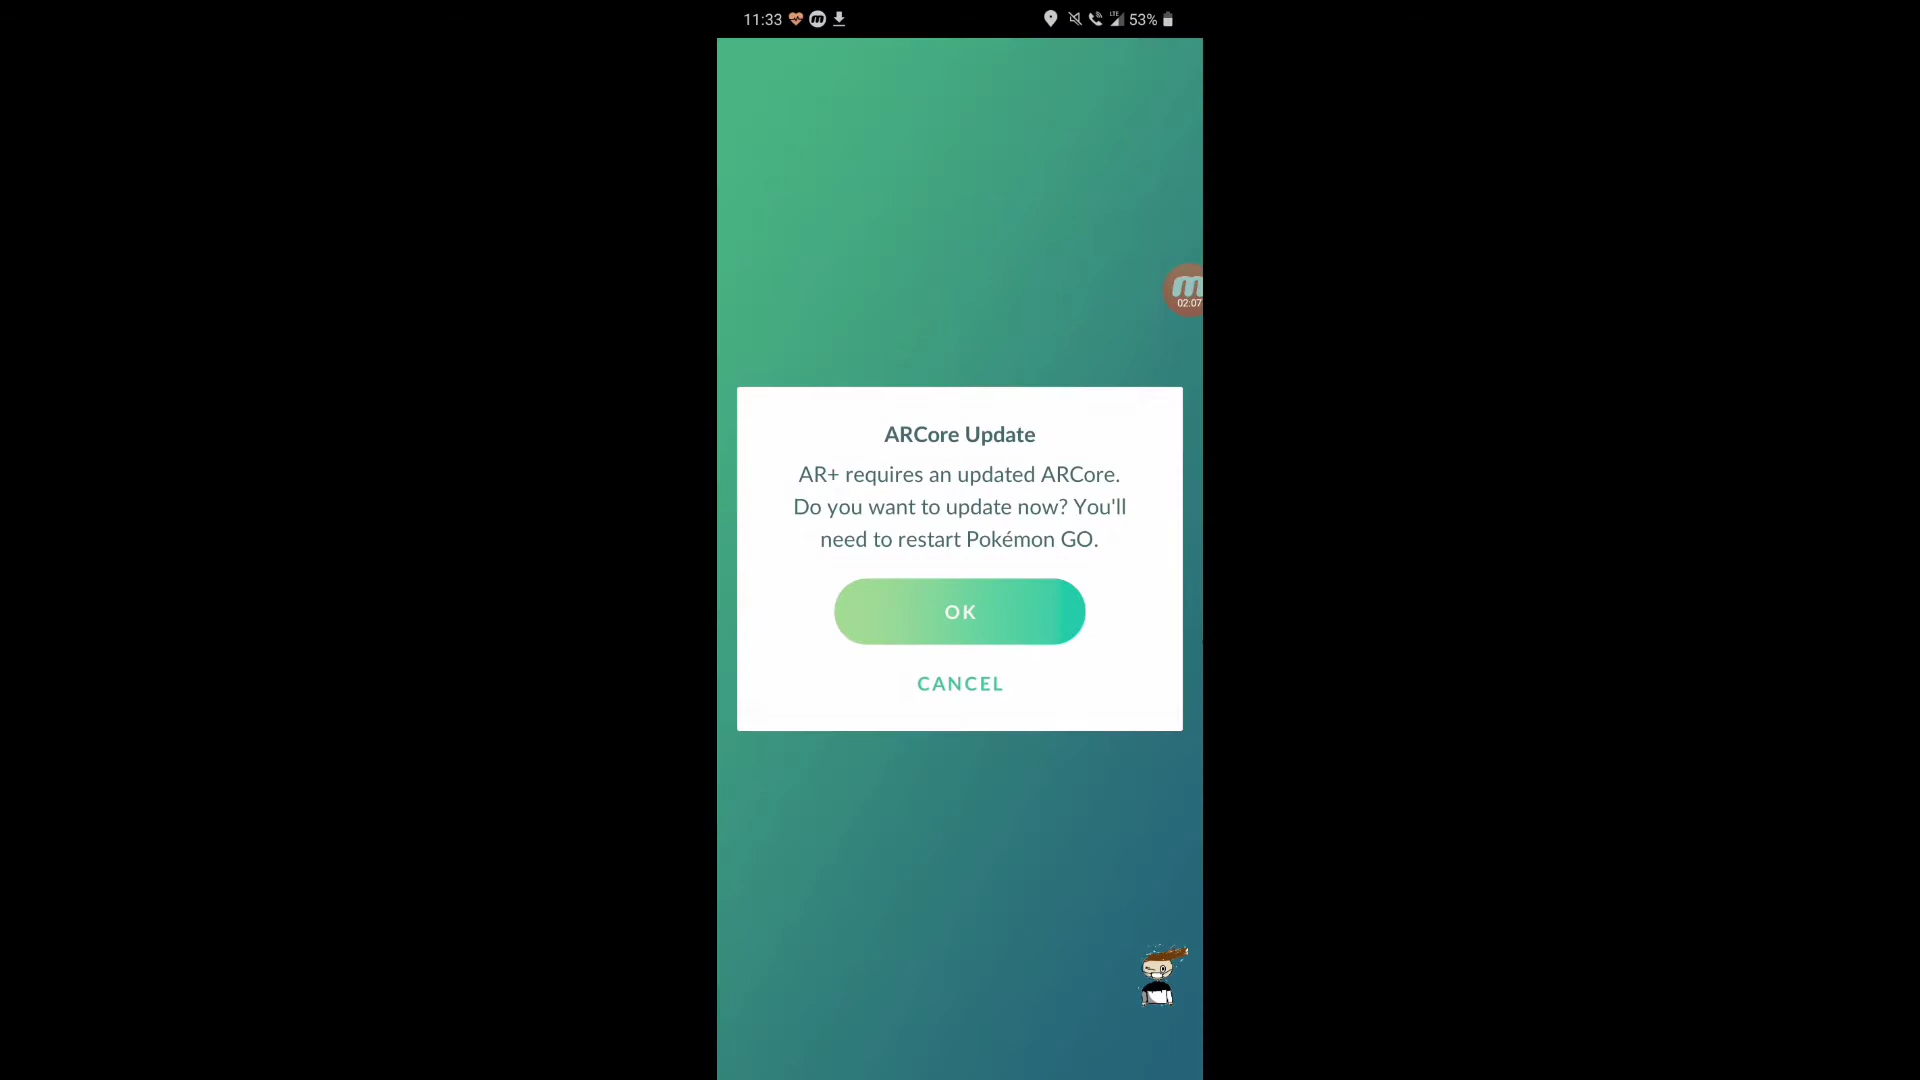 11:33 m LTE 53%
m
02:07
ARCore Update
AR+ requires an updated ARCore.
Do you want to update now? You'll
need to restart Pokémon GO.
OK
CANCEL